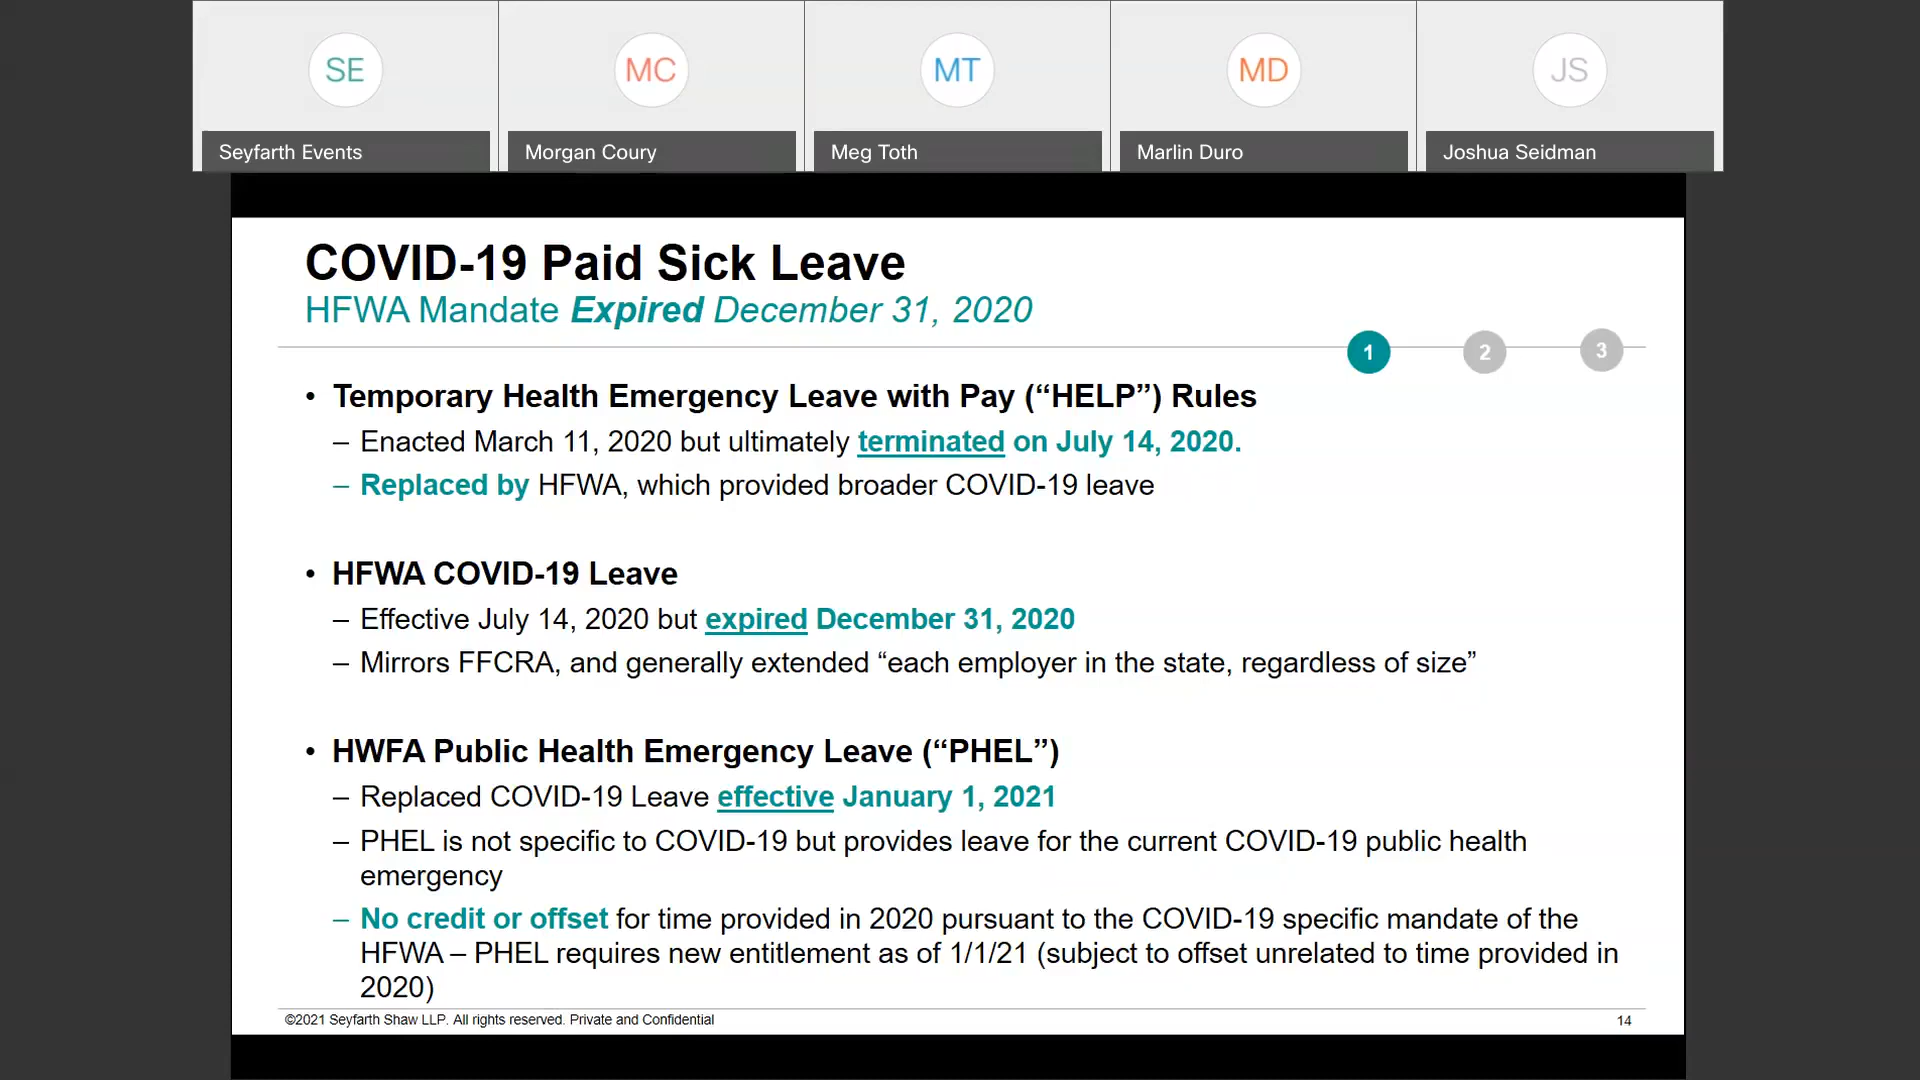 SE
MC
MT
MD
JS
Seyfarth Events
Morgan Coury
Meg Toth
Marlin Duro
Joshua Seidman
COVID-19 Paid Sick Leave
HFWA Mandate Expired December 31, 2020
1
2
3
• Temporary Health Emergency Leave with Pay (“HELP”) Rules
– Enacted March 11, 2020 but ultimately terminated on July 14, 2020.
– Replaced by HFWA, which provided broader COVID-19 leave
• HFWA COVID-19 Leave
– Effective July 14, 2020 but expired December 31, 2020
– Mirrors FFCRA, and generally extended “each employer in the state, regardless of size”
• HWFA Public Health Emergency Leave (“PHEL”)
– Replaced COVID-19 Leave effective January 1, 2021
– PHEL is not specific to COVID-19 but provides leave for the current COVID-19 public health
emergency
– No credit or offset for time provided in 2020 pursuant to the COVID-19 specific mandate of the
HFWA – PHEL requires new entitlement as of 1/1/21 (subject to offset unrelated to time provided in
2020)
©2021 Seyfarth Shaw LLP. All rights reserved. Private and Confidential
14